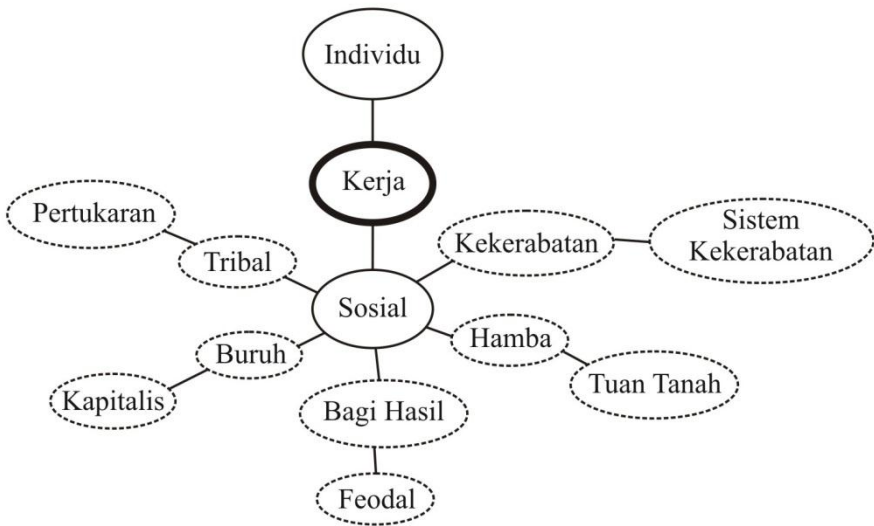 Individu
Kerja
Pertukaran
Tribal
Kekerabatan
Sistem
Kekerabatan
Sosial
Buruh
Hamba
Kapitalis
Bagi Hasil
Tuan Tanah
Feodal